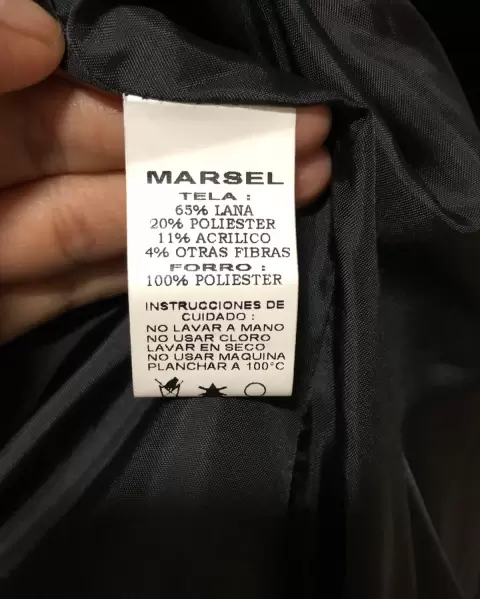 MARSEL
TELA :
65% LANA
20% POLIESTER
11% ACRILICO
4% OTRAS FIBRAS
FORRO :
100% POLIESTER
INSTRUCCIONES DE
CUIDADO :
NO LAVAR A MANO
NO USAR CLORO
LAVAR EN SECO
NO USAR MAQUINA
PLANCHAR A 100°C